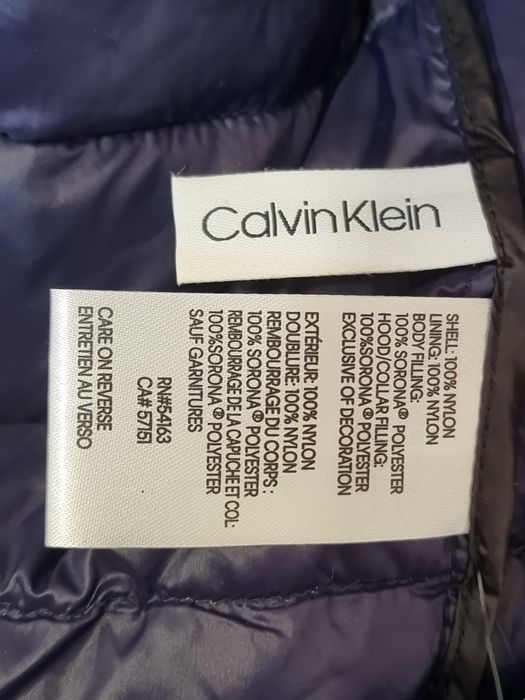 Calvin Klein
SHELL: 100% NYLON
LINING: 100% NYLON
BODY FILLING:
100% SORONA® POLYESTER
HOOD/COLLAR FILLING:
100%SORONA ® POLYESTER
EXCLUSIVE OF DECORATION
EXTÉRIEUR: 100% NYLON
DOUBLURE: 100% NYLON
REMBOURRAGE DU CORPS :
100% SORONA ® POLYESTER
REMBOURRAGE DE LA CAPUCHE ET COL:
100%SORONA ® POLYESTER
SAUF GARNITURES
RN#54163
CA# 57151
CARE ON REVERSE
ENTRETIEN AU VERSO